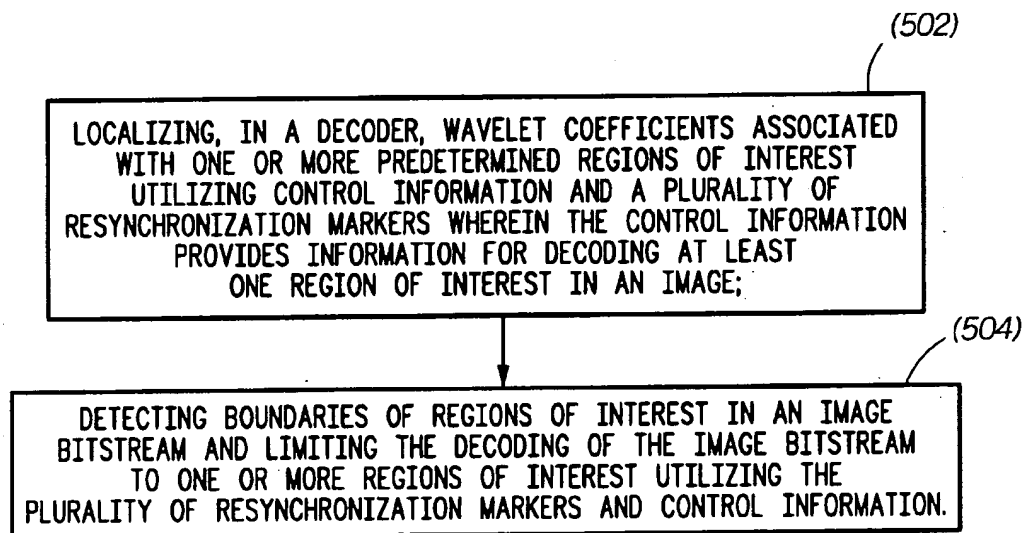 (502)
LOCALIZING, IN A DECODER, WAVELET COEFFICIENTS ASSOCIATED
WITH ONE OR MORE PREDETERMINED REGIONS OF INTEREST
UTILIZING CONTROL INFORMATION AND A PLURALITY OF
RESYNCHRONIZATION MARKERS WHEREIN THE CONTROL INFORMATION
PROVIDES INFORMATION FOR DECODING AT LEAST
ONE REGION OF INTEREST IN AN IMAGE;
(504)
DETECTING BOUNDARIES OF REGIONS OF INTEREST IN AN IMAGE
BITSTREAM AND LIMITING THE DECODING OF THE IMAGE BITSTREAM
TO ONE OR MORE REGIONS OF INTEREST UTILIZING THE
PLURALITY OF RESYNCHRONIZATION MARKERS AND CONTROL INFORMATION.